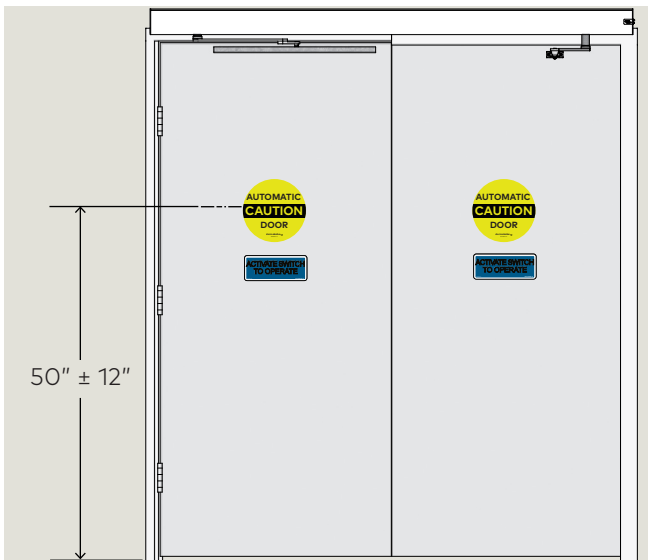 AUTOMATIC
CAUTION
DOOR
ACTIVATE SWITCH
TO OPERATE
AUTOMATIC
CAUTION
DOOR
ACTIVATE SWITCH
TO OPERATE
50" ± 12"